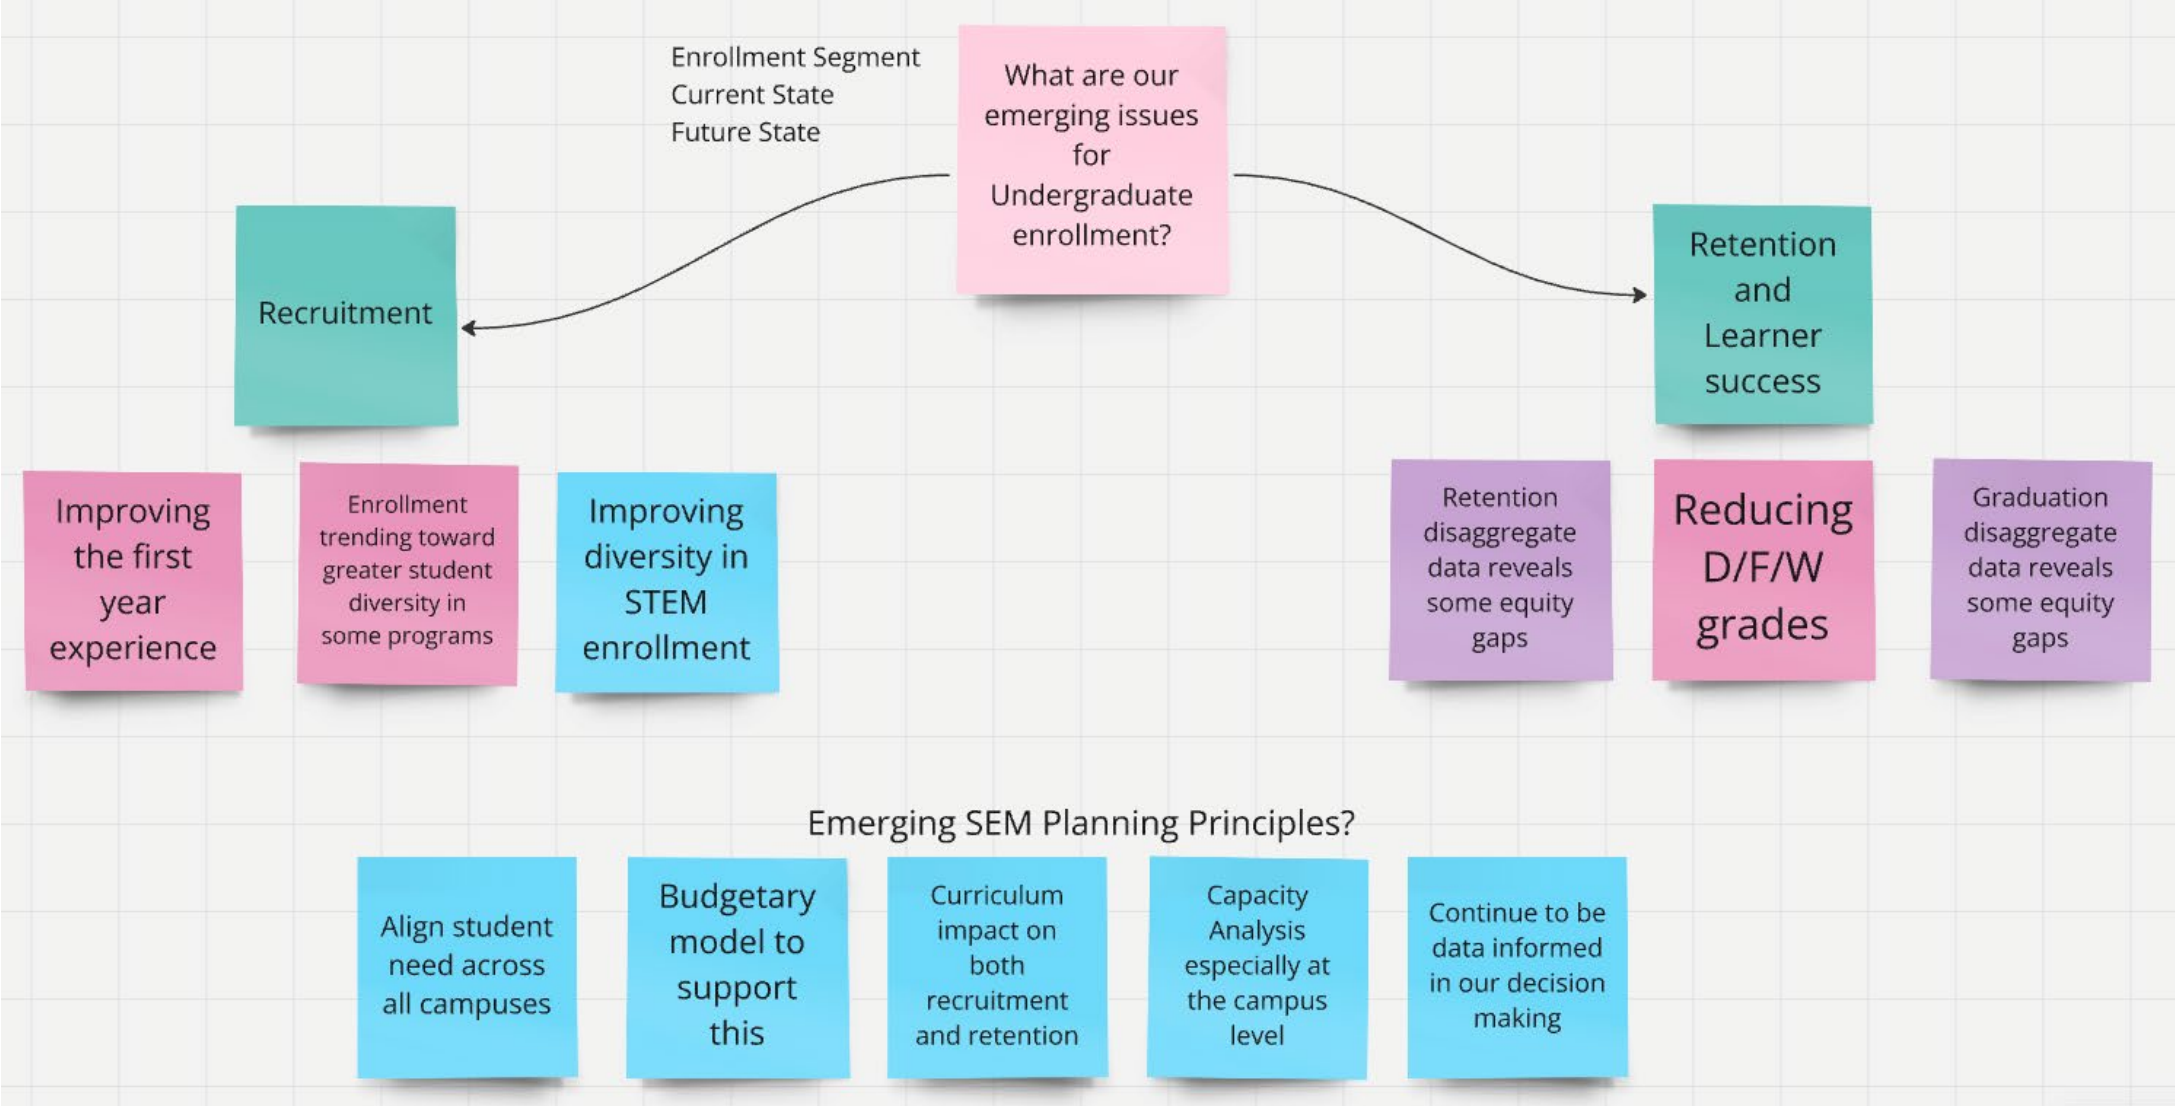 Enrollment Segment
Current State
Future State
What are our
emerging issues
for
Undergraduate
enrollment?
Recruitment
Retention
and
Learner
success
Improving
the first
year
experience
Enrollment
trending toward
greater student
diversity in
some programs
Improving
diversity in
STEM
enrollment
Retention
disaggregate
data reveals
some equity
gaps
Reducing
D/F/W
grades
Graduation
disaggregate
data reveals
some equity
gaps
Emerging SEM Planning Principles?
Align student
need across
all campuses
Budgetary
model to
support
this
Curriculum
impact on
both
recruitment
and retention
Capacity
Analysis
especially at
the campus
level
Continue to be
data informed
in our decision
making